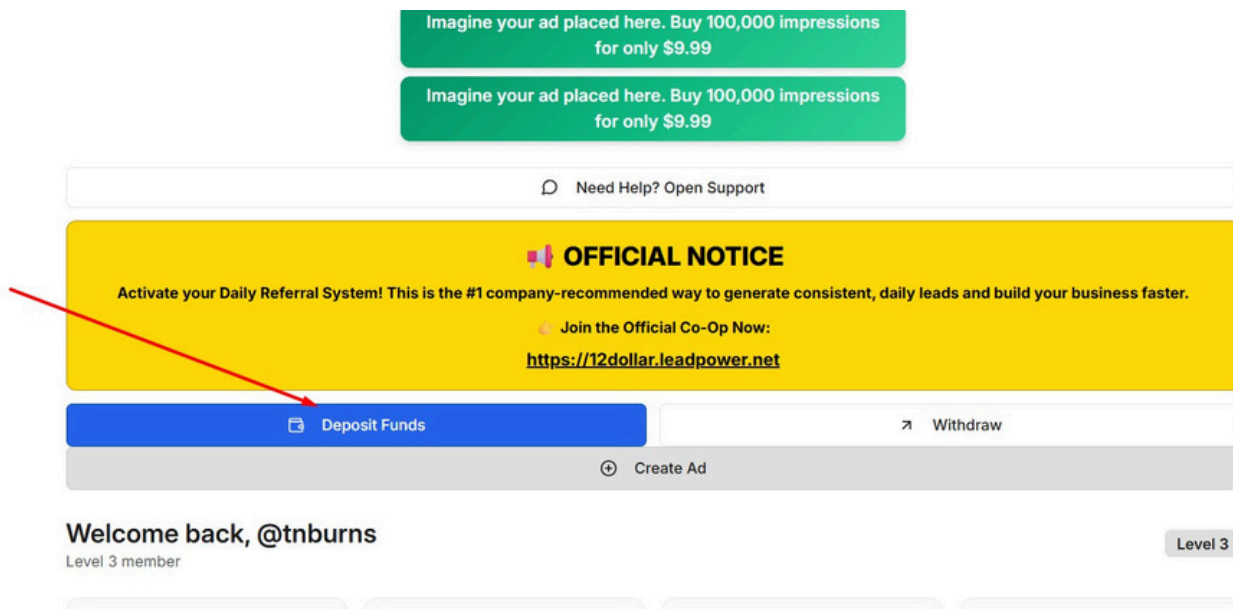 Imagine your ad placed here. Buy 100,000 impressions
for only $9.99
Imagine your ad placed here. Buy 100,000 impressions
for only $9.99
Need Help? Open Support
📢 OFFICIAL NOTICE
Activate your Daily Referral System! This is the #1 company-recommended way to generate consistent, daily leads and build your business faster.
👉 Join the Official Co-Op Now:
https://12dollar.leadpower.net
Deposit Funds
Withdraw
Create Ad
Welcome back, @tnburns
Level 3 member
Level 3